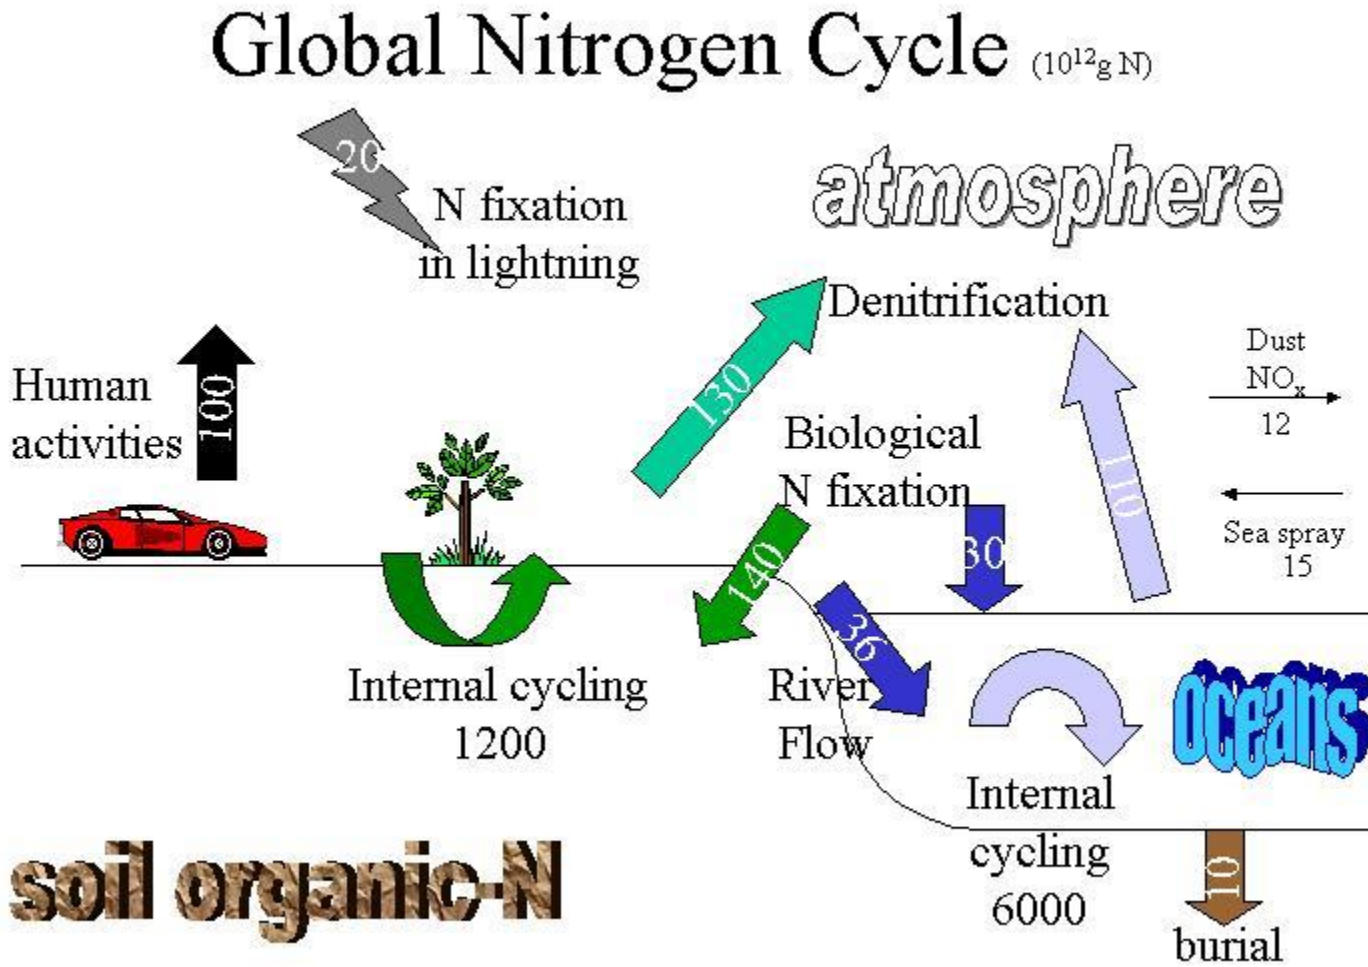 Global Nitrogen Cycle (10¹²g N)
20
N fixation
in lightning
atmosphere
Denitrification
Human
activities
100
130
Biological
N fixation
110
Dust
NOₓ
12
Sea spray
15
140
30
36
Internal cycling
1200
River
Flow
oceans
Internal
cycling
6000
soil organic-N
10
burial